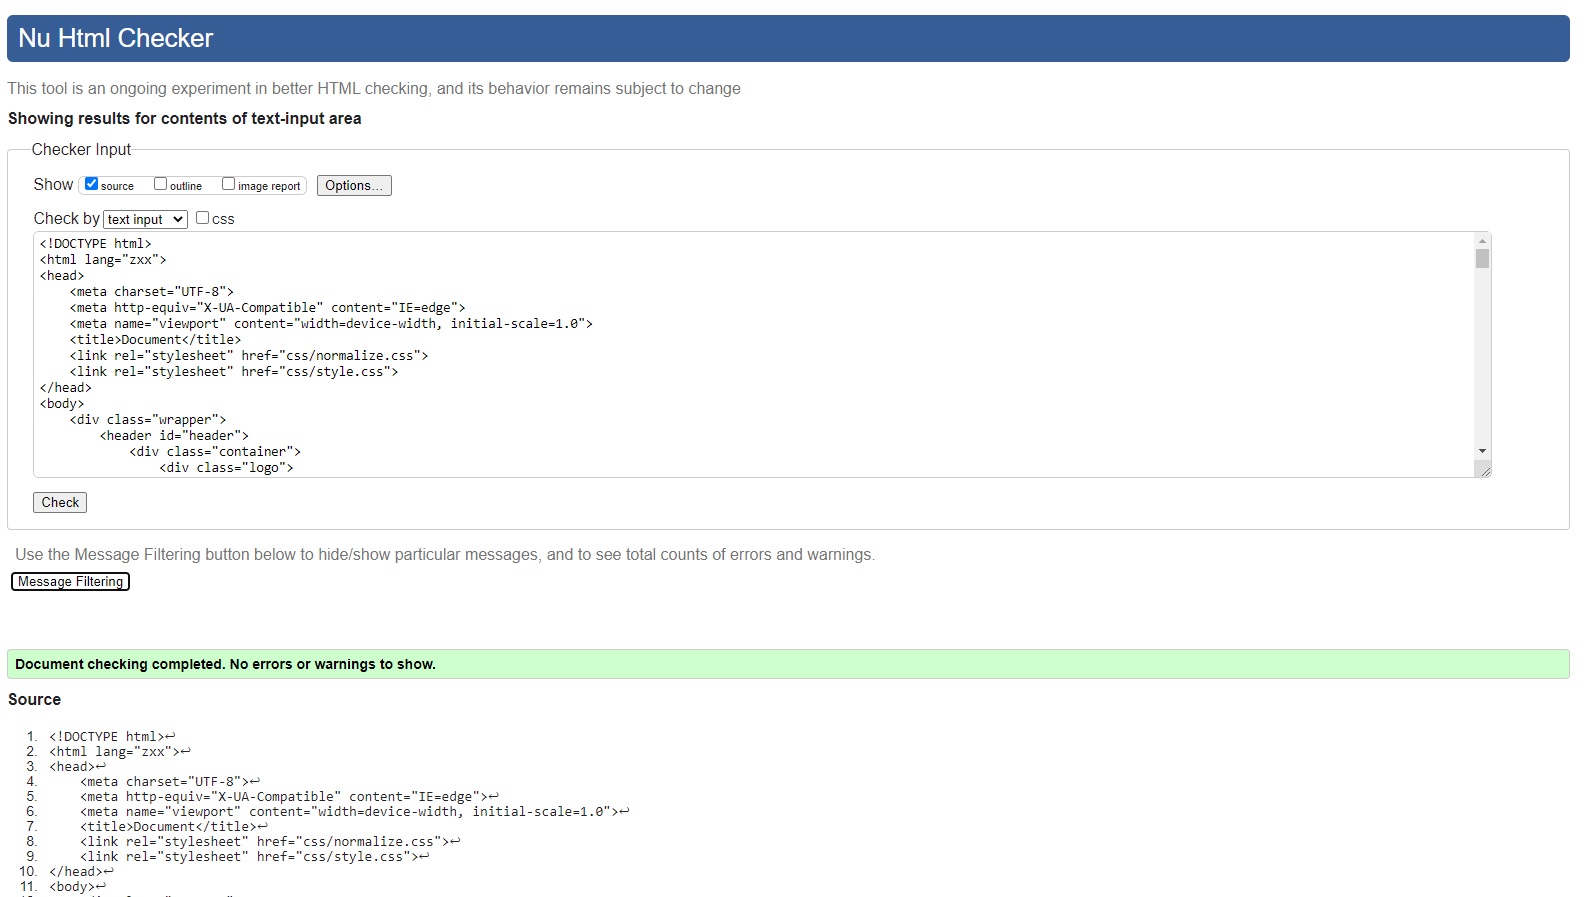 Nu Html Checker
This tool is an ongoing experiment in better HTML checking, and its behavior remains subject to change
Showing results for contents of text-input area
Checker Input
Show source outline image report Options...
Check by text input css
<!DOCTYPE html>
<html lang="zxx">
<head>
    <meta charset="UTF-8">
    <meta http-equiv="X-UA-Compatible" content="IE=edge">
    <meta name="viewport" content="width=device-width, initial-scale=1.0">
    <title>Document</title>
    <link rel="stylesheet" href="css/normalize.css">
    <link rel="stylesheet" href="css/style.css">
</head>
<body>
    <div class="wrapper">
        <header id="header">
            <div class="container">
                <div class="logo">
Check
Use the Message Filtering button below to hide/show particular messages, and to see total counts of errors and warnings.
Message Filtering
Document checking completed. No errors or warnings to show.
Source
1. <!DOCTYPE html>↩
2. <html lang="zxx">↩
3. <head>↩
4.     <meta charset="UTF-8">↩
5.     <meta http-equiv="X-UA-Compatible" content="IE=edge">↩
6.     <meta name="viewport" content="width=device-width, initial-scale=1.0">↩
7.     <title>Document</title>↩
8.     <link rel="stylesheet" href="css/normalize.css">↩
9.     <link rel="stylesheet" href="css/style.css">↩
10. </head>↩
11. <body>↩